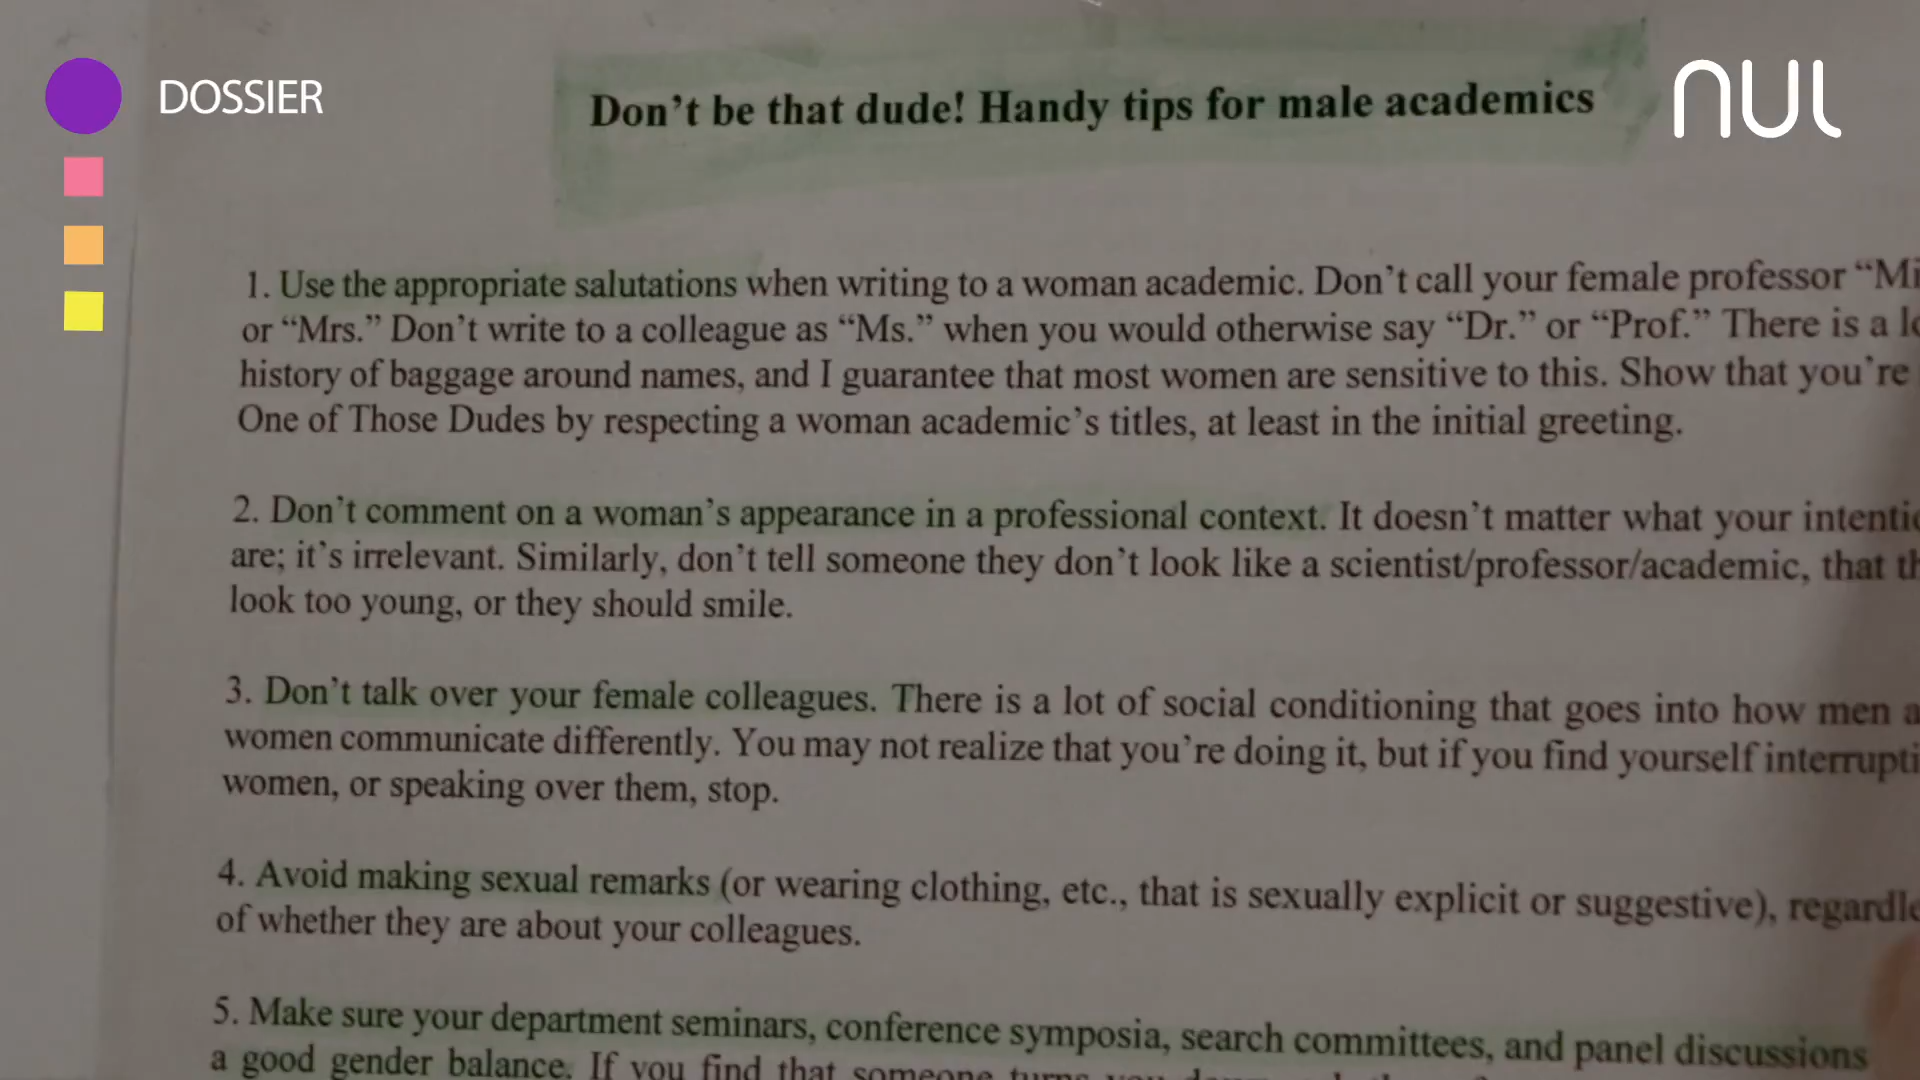 DOSSIER
nul
Don't be that dude! Handy tips for male academics
1. Use the appropriate salutations when writing to a woman academic. Don't call your female professor "Mi
or "Mrs." Don't write to a colleague as "Ms." when you would otherwise say "Dr." or "Prof." There is a lo
history of baggage around names, and I guarantee that most women are sensitive to this. Show that you're
One of Those Dudes by respecting a woman academic's titles, at least in the initial greeting.
2. Don't comment on a woman's appearance in a professional context. It doesn't matter what your intentio
are; it's irrelevant. Similarly, don't tell someone they don't look like a scientist/professor/academic, that th
look too young, or they should smile.
3. Don't talk over your female colleagues. There is a lot of social conditioning that goes into how men a
women communicate differently. You may not realize that you're doing it, but if you find yourself interrupti
women, or speaking over them, stop.
4. Avoid making sexual remarks (or wearing clothing, etc., that is sexually explicit or suggestive), regardle
of whether they are about your colleagues.
5. Make sure your department seminars, conference symposia, search committees, and panel discussions
a good gender balance. If you find that someone turns you down